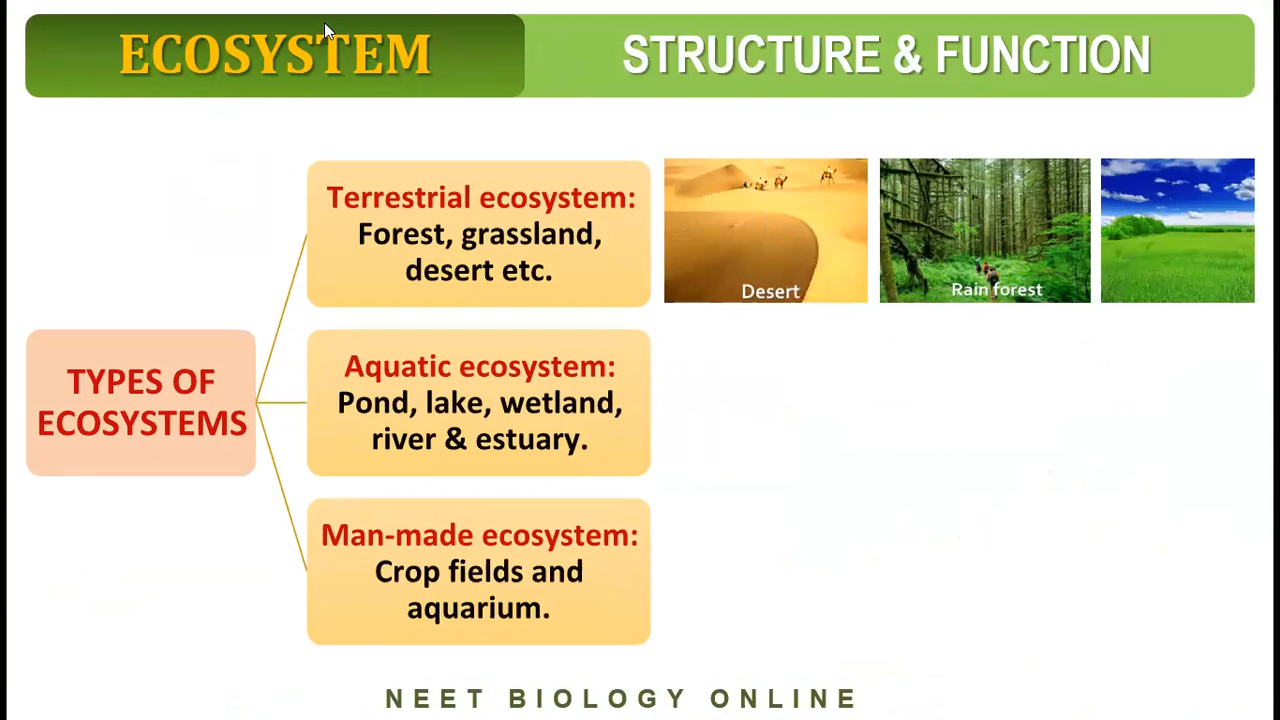 ECOSYSTEM
STRUCTURE & FUNCTION
TYPES OF
ECOSYSTEMS
Terrestrial ecosystem:
Forest, grassland,
desert etc.
Desert
Rain forest
Aquatic ecosystem:
Pond, lake, wetland,
river & estuary.
Man-made ecosystem:
Crop fields and
aquarium.
NEET BIOLOGY ONLINE